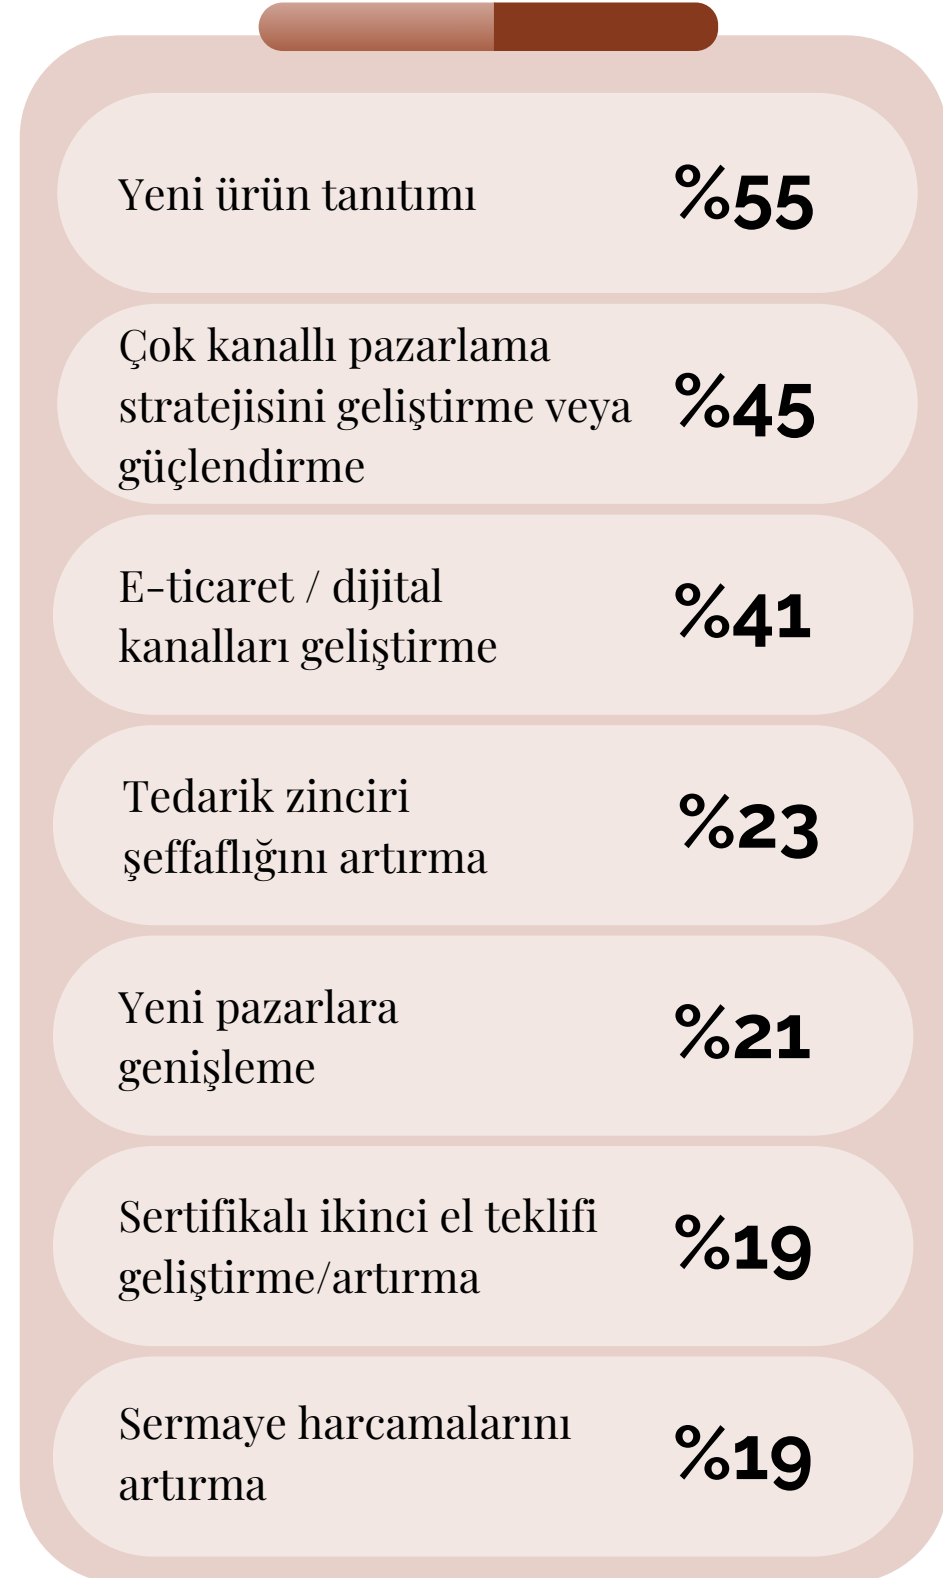 Yeni ürün tanıtımı
%55
Çok kanallı pazarlama
stratejisini geliştirme veya
güçlendirme
%45
E-ticaret / dijital
kanalları geliştirme
%41
Tedarik zinciri
şeffaflığını artırma
%23
Yeni pazarlara
genişleme
%21
Sertifikalı ikinci el teklifi
geliştirme/artırma
%19
Sermaye harcamalarını
artırma
%19